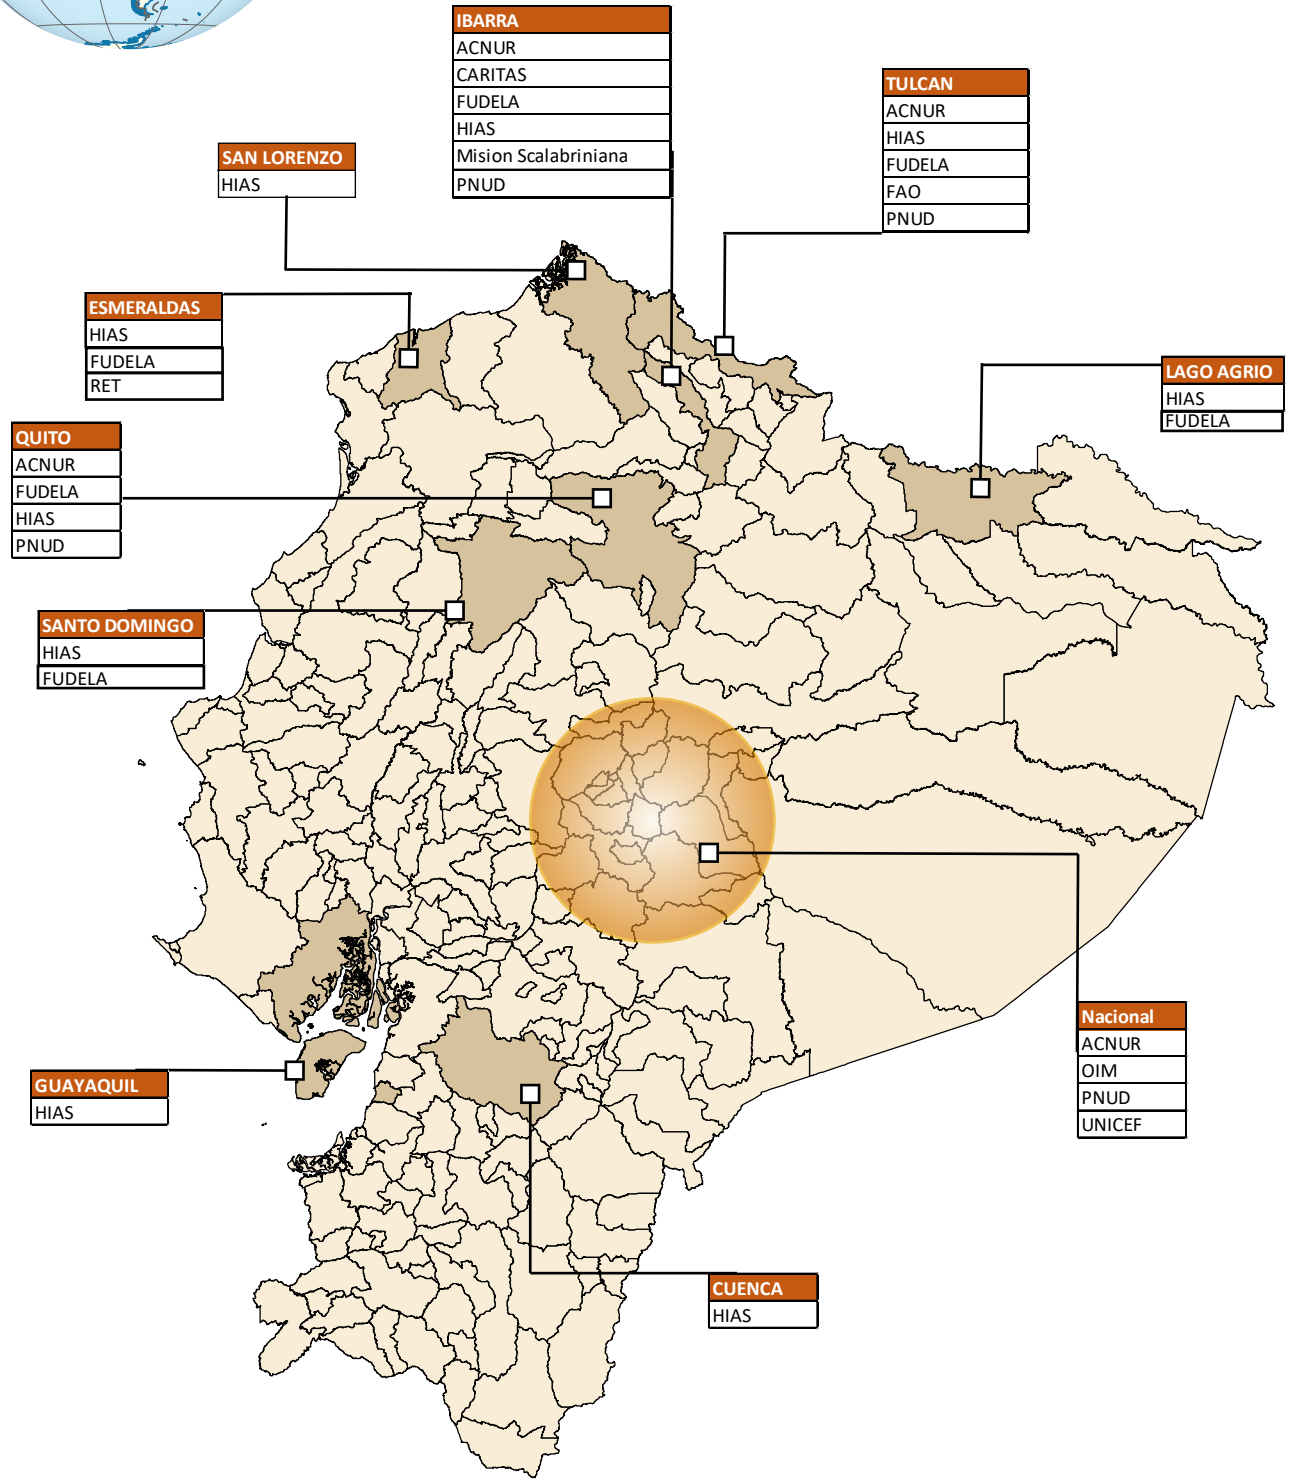 IBARRA
ACNUR
CARITAS
FUDELA
HIAS
Mision Scalabriniana
PNUD
TULCAN
ACNUR
HIAS
FUDELA
FAO
PNUD
SAN LORENZO
HIAS
ESMERALDAS
HIAS
FUDELA
RET
LAGO AGRIO
HIAS
FUDELA
QUITO
ACNUR
FUDELA
HIAS
PNUD
SANTO DOMINGO
HIAS
FUDELA
Nacional
ACNUR
OIM
PNUD
UNICEF
GUAYAQUIL
HIAS
CUENCA
HIAS